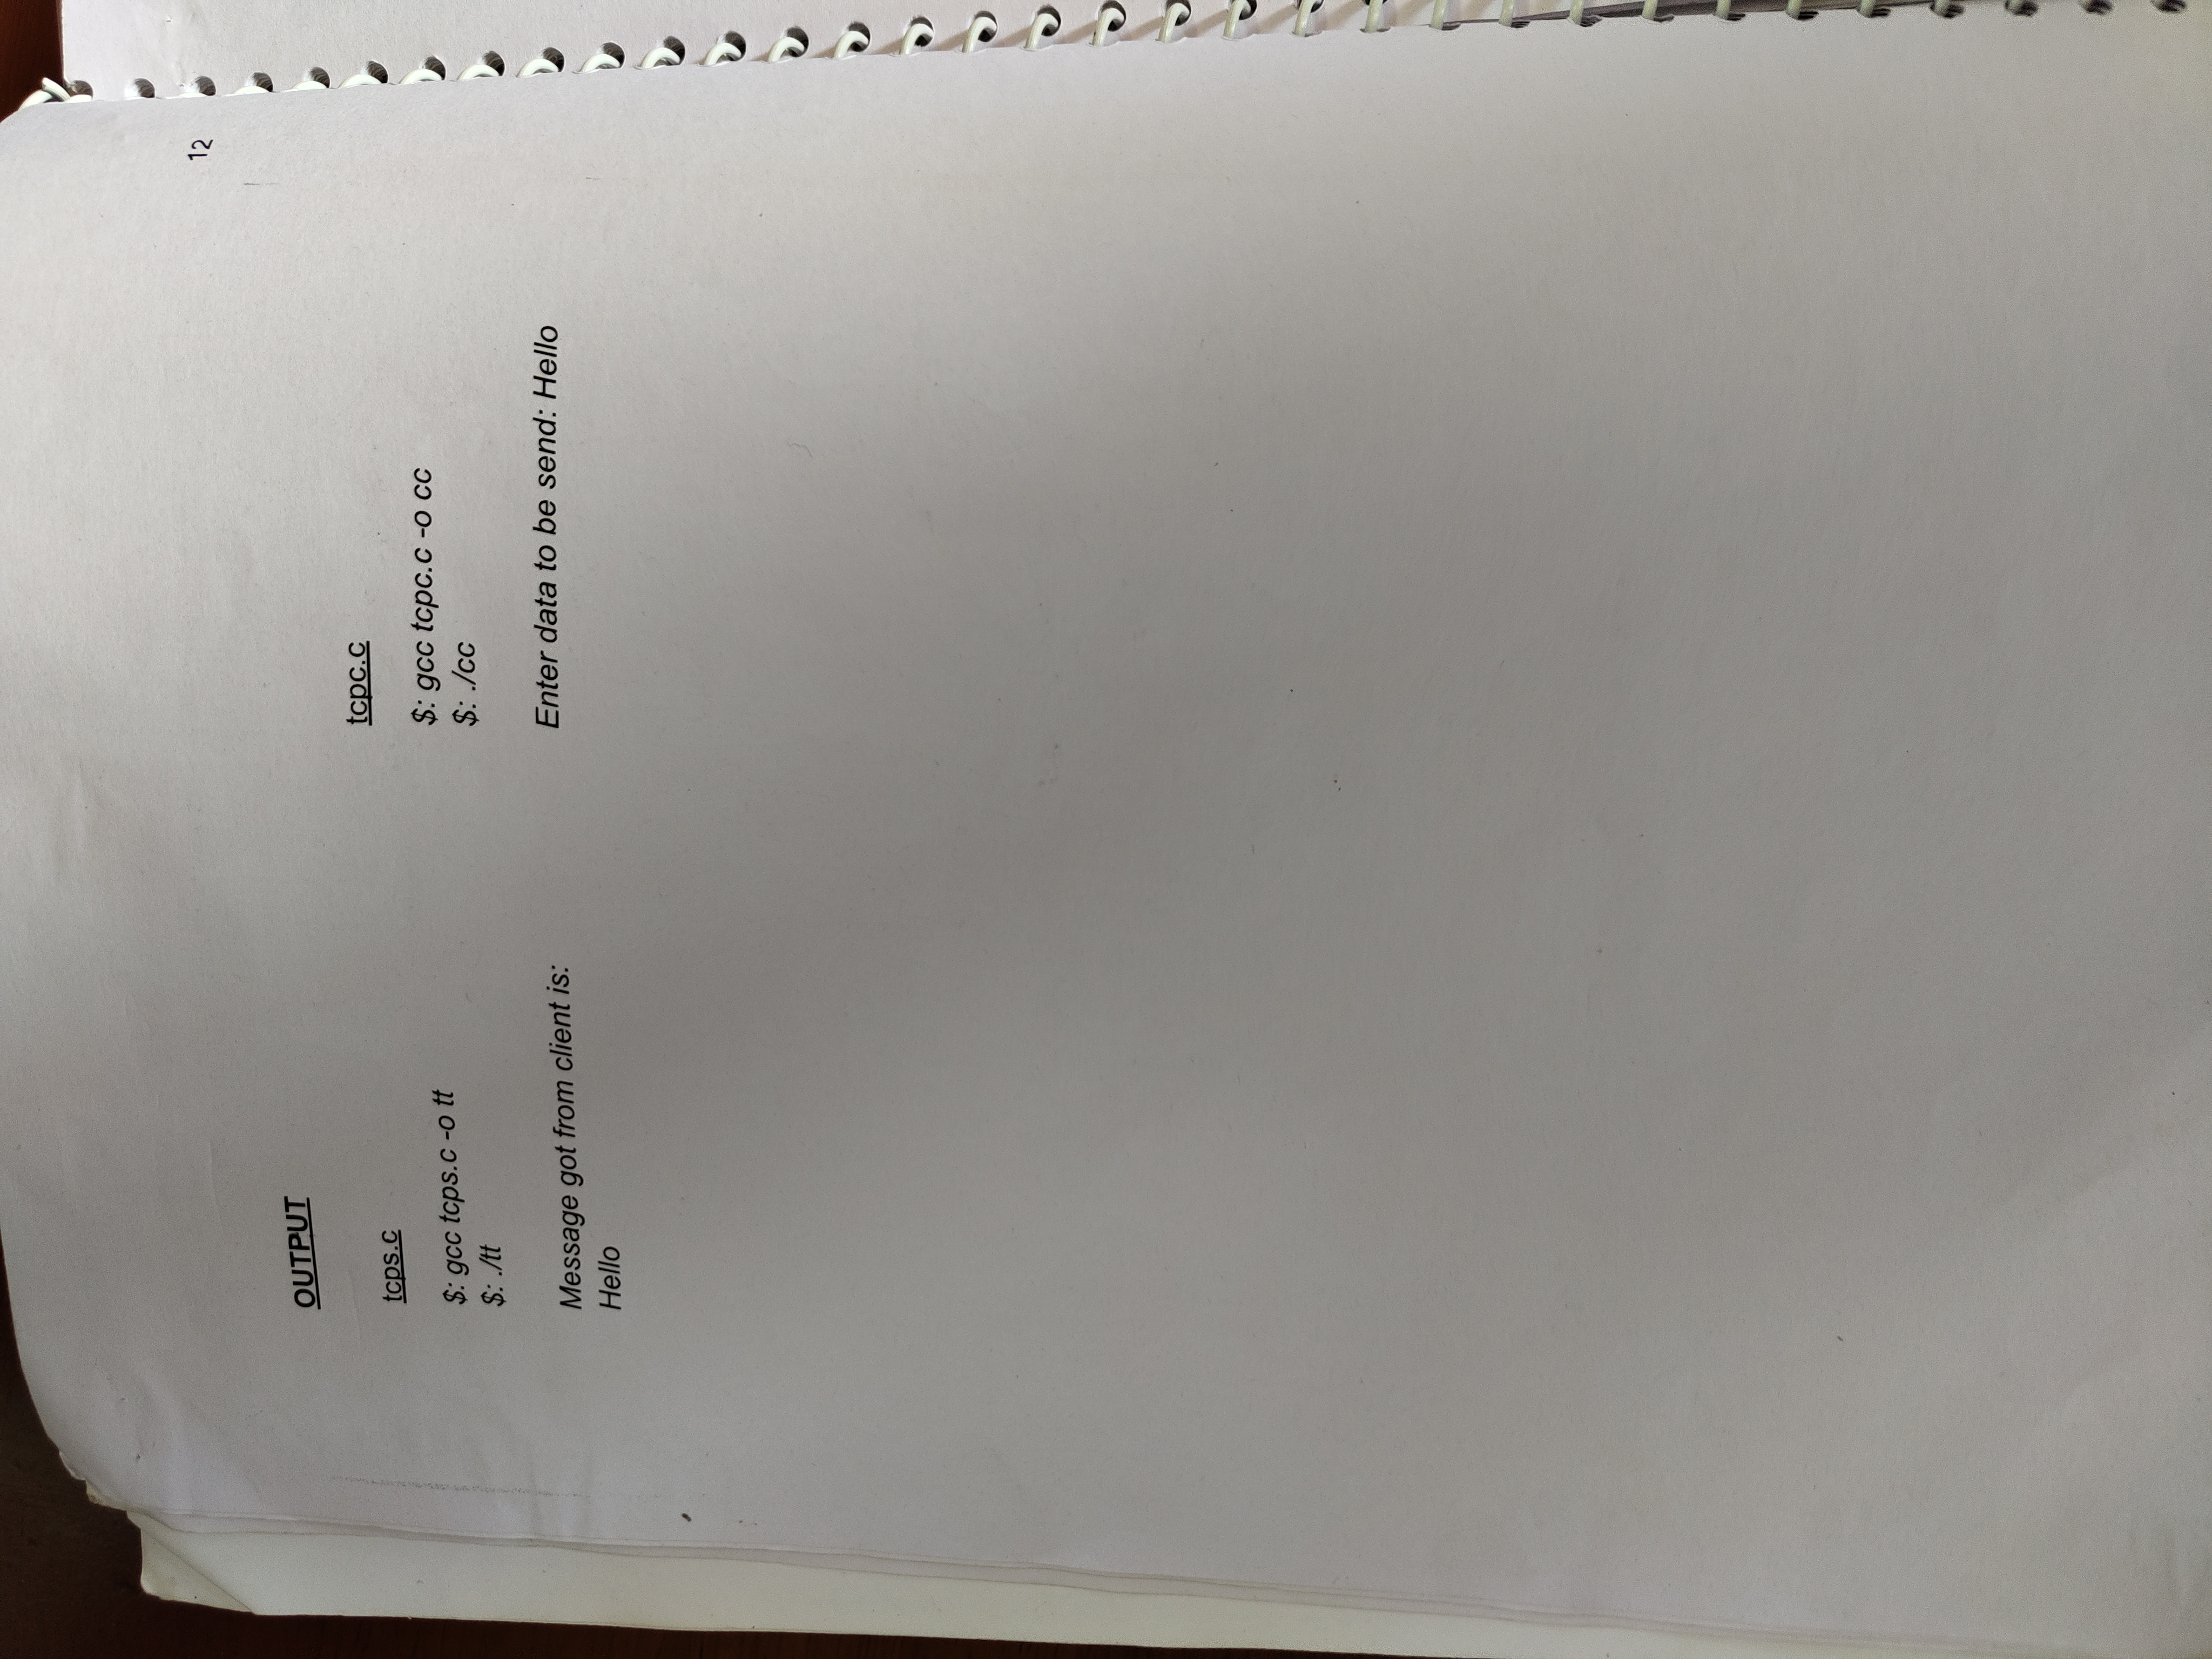 12
OUTPUT
tcps.c
$: gcc tcps.c -o tt
$: ./tt
Message got from client is:
Hello
tcpc.c
$: gcc tcpc.c -o cc
$: ./cc
Enter data to be send: Hello